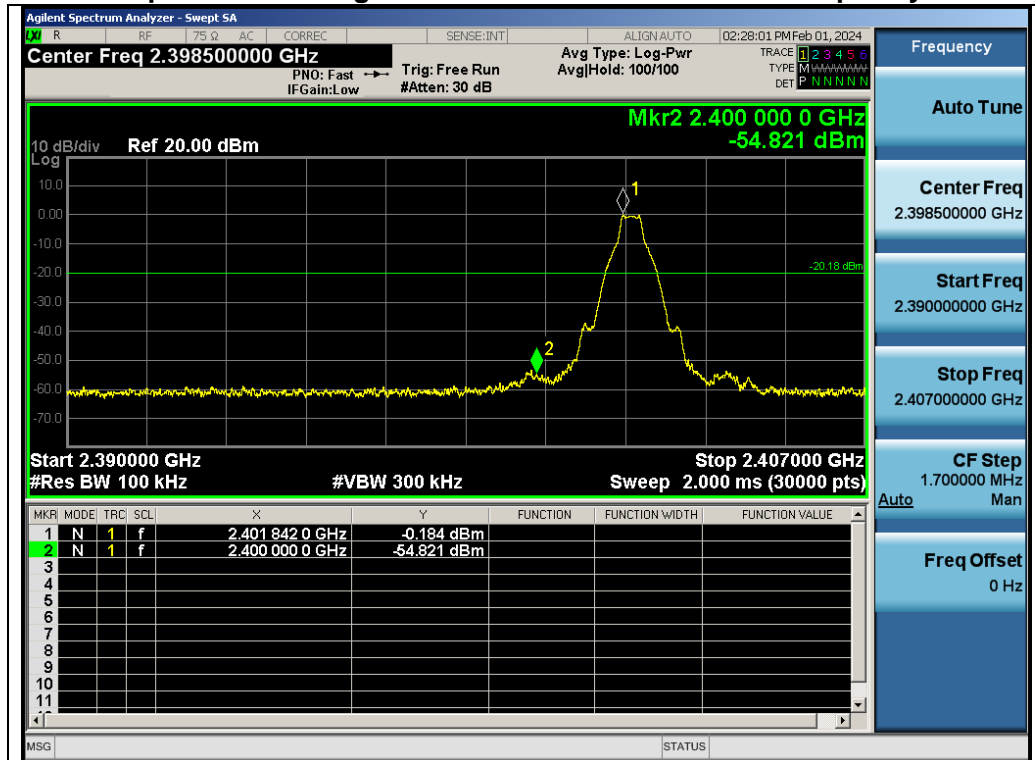 Agilent Spectrum Analyzer - Swept SA
LXI R RF 75 Ω AC CORREC SENSE:INT ALIGN AUTO 02:28:01 PM Feb 01, 2024
Center Freq 2.398500000 GHz
PNO: Fast
IFGain:Low
Trig: Free Run
#Atten: 30 dB
Avg Type: Log-Pwr
Avg|Hold: 100/100
TRACE 1 2 3 4 5 6
TYPE M
DET P N N N N N
Frequency
Auto Tune
Center Freq
2.398500000 GHz
Start Freq
2.390000000 GHz
Stop Freq
2.407000000 GHz
CF Step
1.700000 MHz
Auto Man
Freq Offset
0 Hz
Mkr2 2.400 000 0 GHz
-54.821 dBm
10 dB/div Ref 20.00 dBm
Log
10.0
0.00
-10.0
-20.0
-30.0
-40.0
-50.0
-60.0
-70.0
1
-20.18 dBm
2
Start 2.390000 GHz Stop 2.407000 GHz
#Res BW 100 kHz #VBW 300 kHz Sweep 2.000 ms (30000 pts)
MKR MODE TRC SCL X Y FUNCTION FUNCTION WIDTH FUNCTION VALUE
1 N 1 f 2.401 842 0 GHz -0.184 dBm
2 N 1 f 2.400 000 0 GHz -54.821 dBm
3
4
5
6
7
8
9
10
11
MSG STATUS